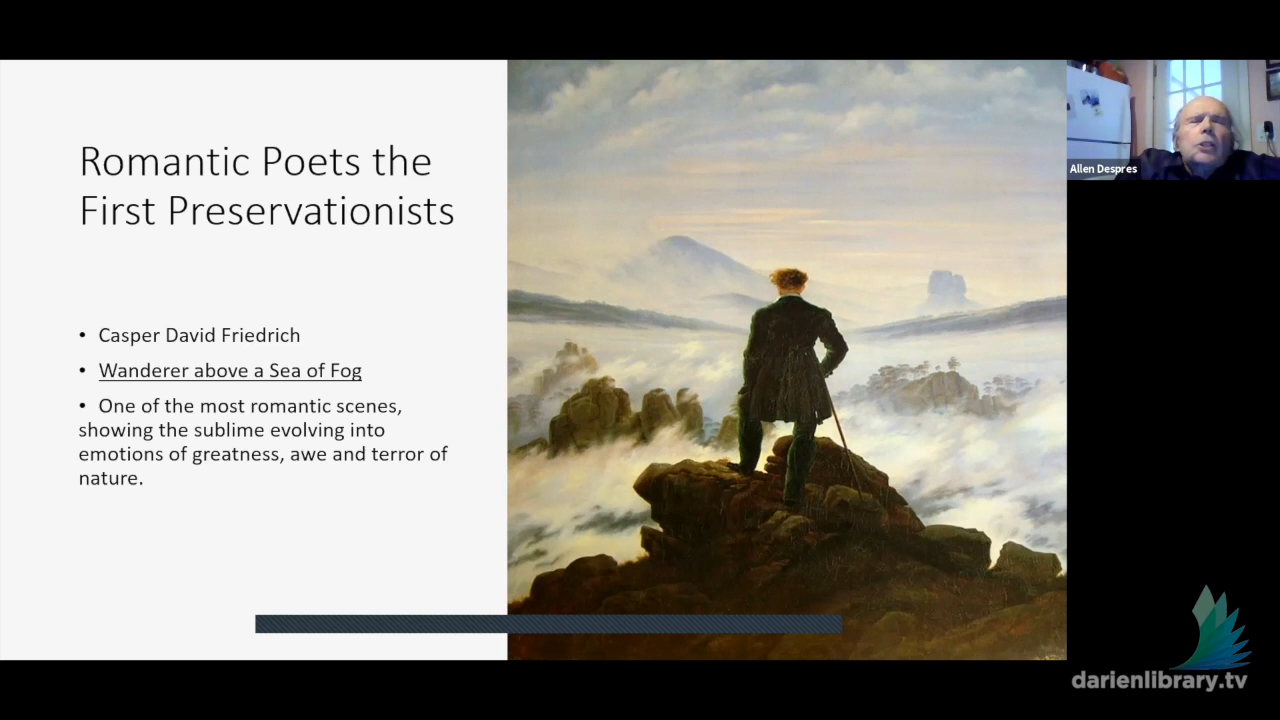 Romantic Poets the
First Preservationists
• Casper David Friedrich
• Wanderer above a Sea of Fog
• One of the most romantic scenes,
showing the sublime evolving into
emotions of greatness, awe and terror of
nature.
Allen Despres
darienlibrary.tv